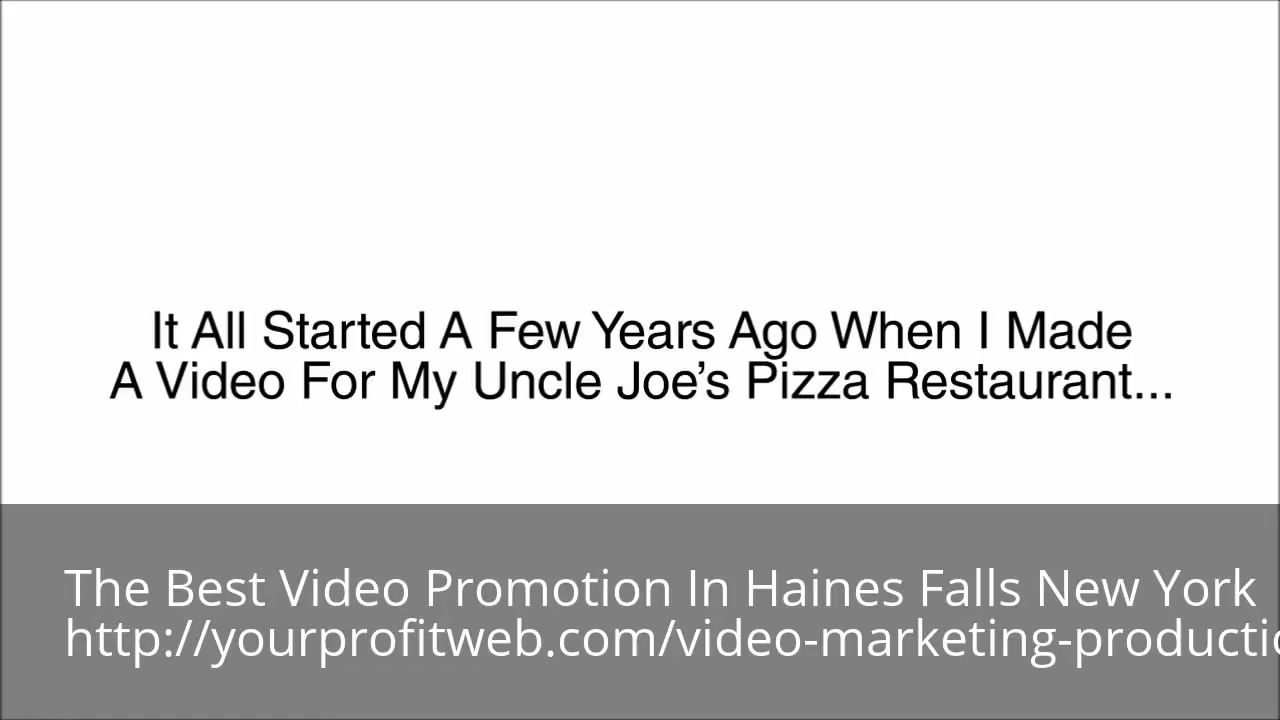 It All Started A Few Years Ago When I Made
A Video For My Uncle Joe’s Pizza Restaurant...
The Best Video Promotion In Haines Falls New York
http://yourprofitweb.com/video-marketing-productio